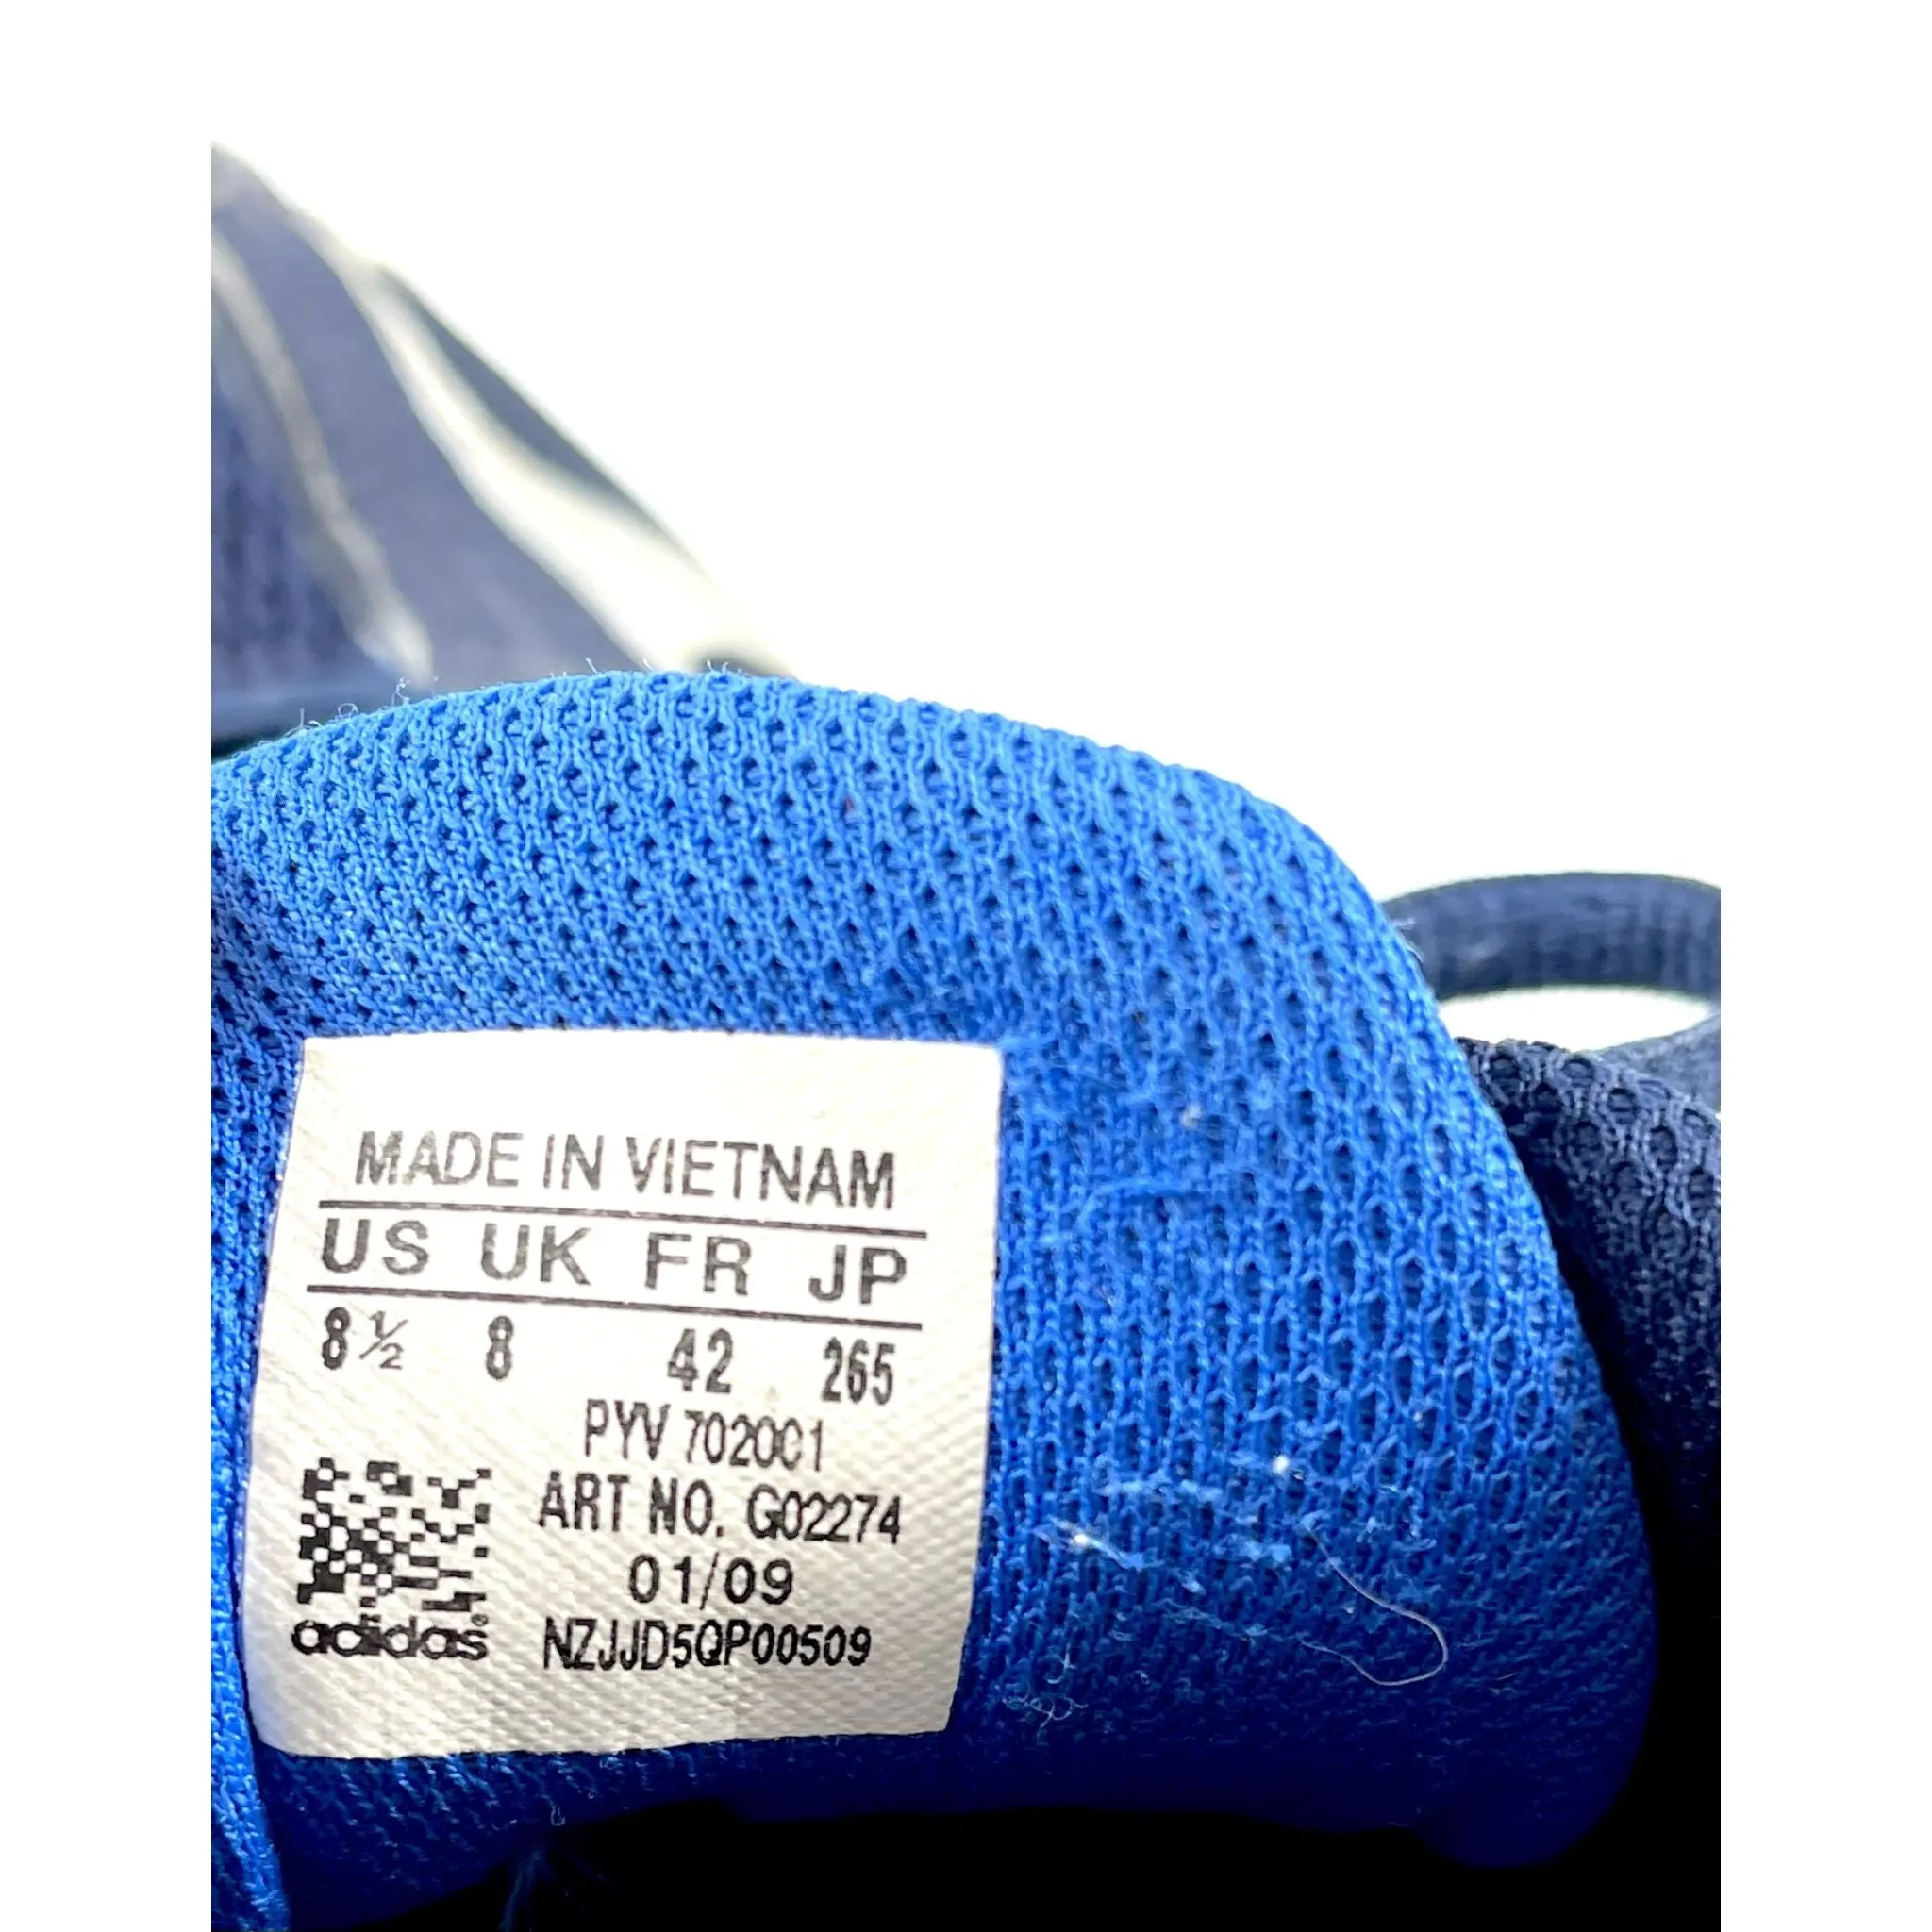 MADE IN VIETNAM
US UK FR JP
8½ 8 42 265
PYV 702001
ART NO. G02274
01/09
adidas® NZJJD5QP00509